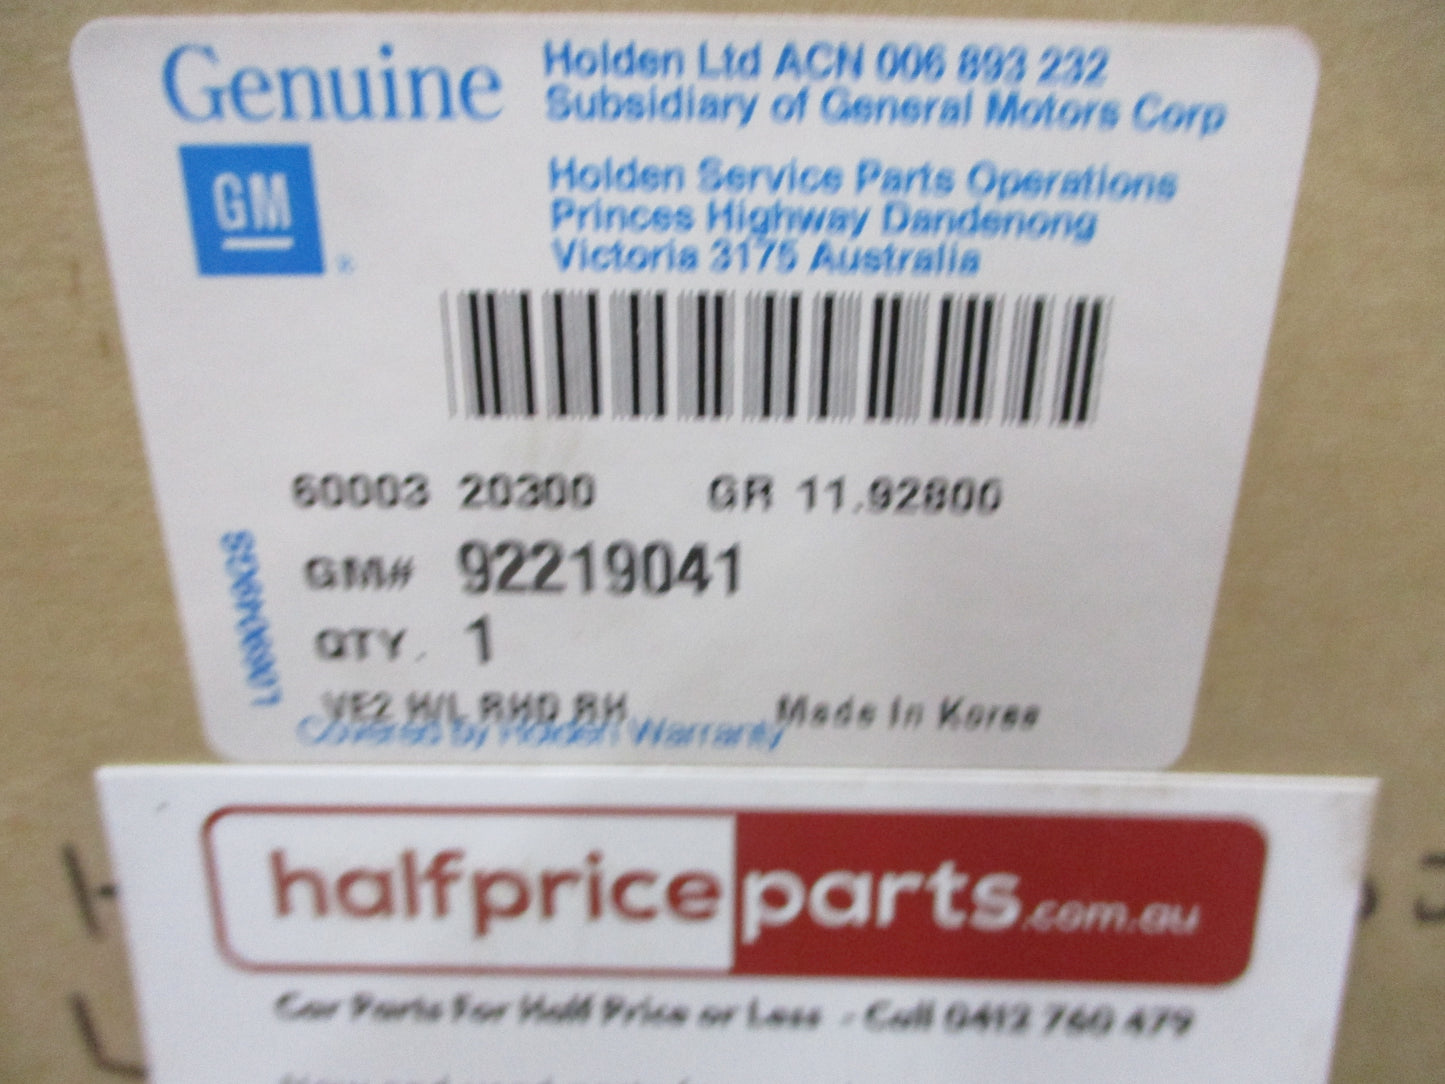 Genuine
Holden Ltd ACN 006 893 232
Subsidiary of General Motors Corp
GM
®
Holden Service Parts Operations
Princes Highway Dandenong
Victoria 3175 Australia
60003 20300 GR 11.92800
GM# 92219041
QTY. 1
VE2 H/L RHD RH Made In Korea
Covered by Holden Warranty
halfpriceparts.com.au
Car Parts For Half Price or Less - Call 0412 760 479